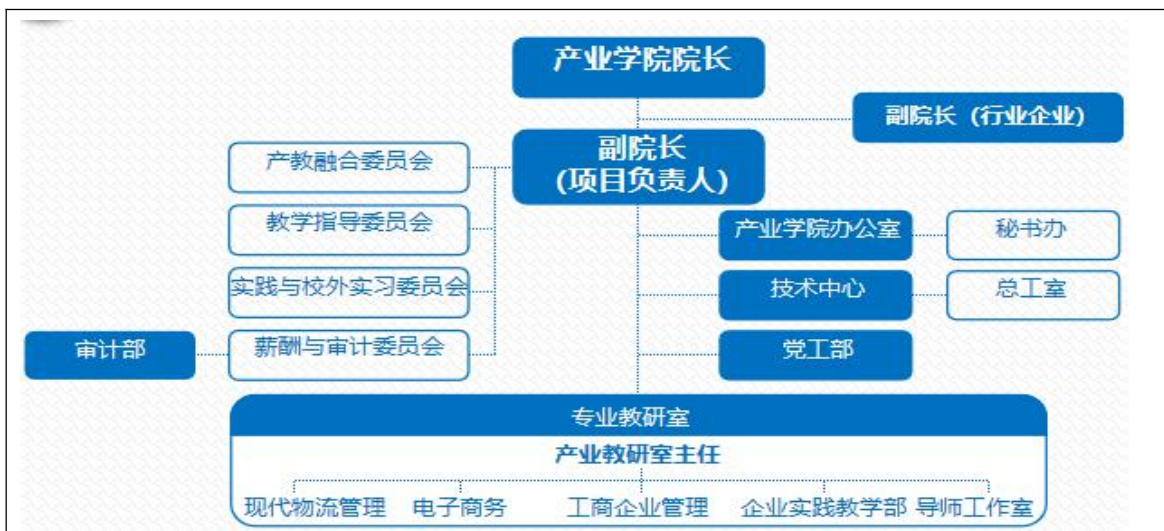 产业学院院长
副院长（行业企业）
副院长
(项目负责人)
产教融合委员会
教学指导委员会
产业学院办公室
秘书办
实践与校外实习委员会
技术中心
总工室
审计部
薪酬与审计委员会
党工部
专业教研室
产业教研室主任
现代物流管理 电子商务 工商企业管理 企业实践教学部 导师工作室